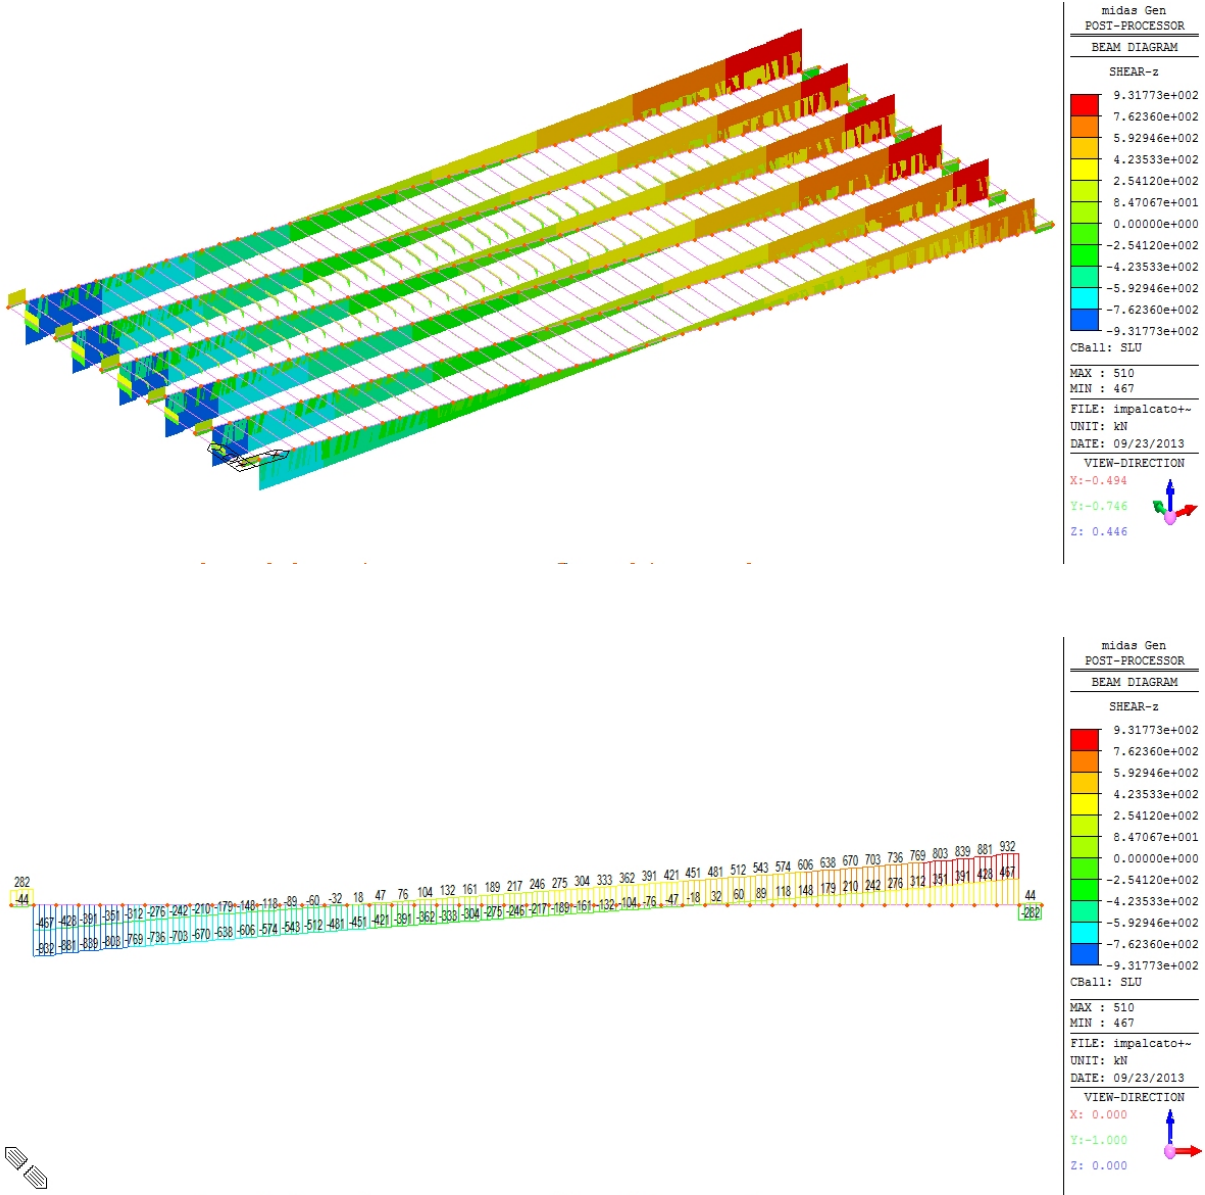 midas Gen
POST-PROCESSOR
BEAM DIAGRAM
SHEAR-z
9.31773e+002
7.62360e+002
5.92946e+002
4.23533e+002
2.54120e+002
8.47067e+001
0.00000e+000
-2.54120e+002
-4.23533e+002
-5.92946e+002
-7.62360e+002
-9.31773e+002
CBall: SLU
MAX : 510
MIN : 467
FILE: impalcato+~
UNIT: kN
DATE: 09/23/2013
VIEW-DIRECTION
X:-0.494
Y:-0.746
Z: 0.446
midas Gen
POST-PROCESSOR
BEAM DIAGRAM
SHEAR-z
9.31773e+002
7.62360e+002
5.92946e+002
4.23533e+002
2.54120e+002
8.47067e+001
0.00000e+000
-2.54120e+002
-4.23533e+002
-5.92946e+002
-7.62360e+002
-9.31773e+002
CBall: SLU
MAX : 510
MIN : 467
FILE: impalcato+~
UNIT: kN
DATE: 09/23/2013
VIEW-DIRECTION
X: 0.000
Y:-1.000
Z: 0.000
282
-44
-467 -428 -391 -351 -312 -276 -242 -210 -179 -148 -118 -89 -60 -32 18 47 76 104 132 161 189 217 246 275 304 333 362 391 421 451 481 512 543 574 606 638 670 703 736 769 803 839 881 932
-932 -881 -839 -803 -769 -736 -703 -670 -638 -606 -574 -543 -512 -481 -451 -421 -391 -362 -333 -304 -275 -246 -217 -189 -161 -132 -104 -76 -47 -18 32 60 89 118 148 179 210 242 276 312 351 391 428 467
44
-282